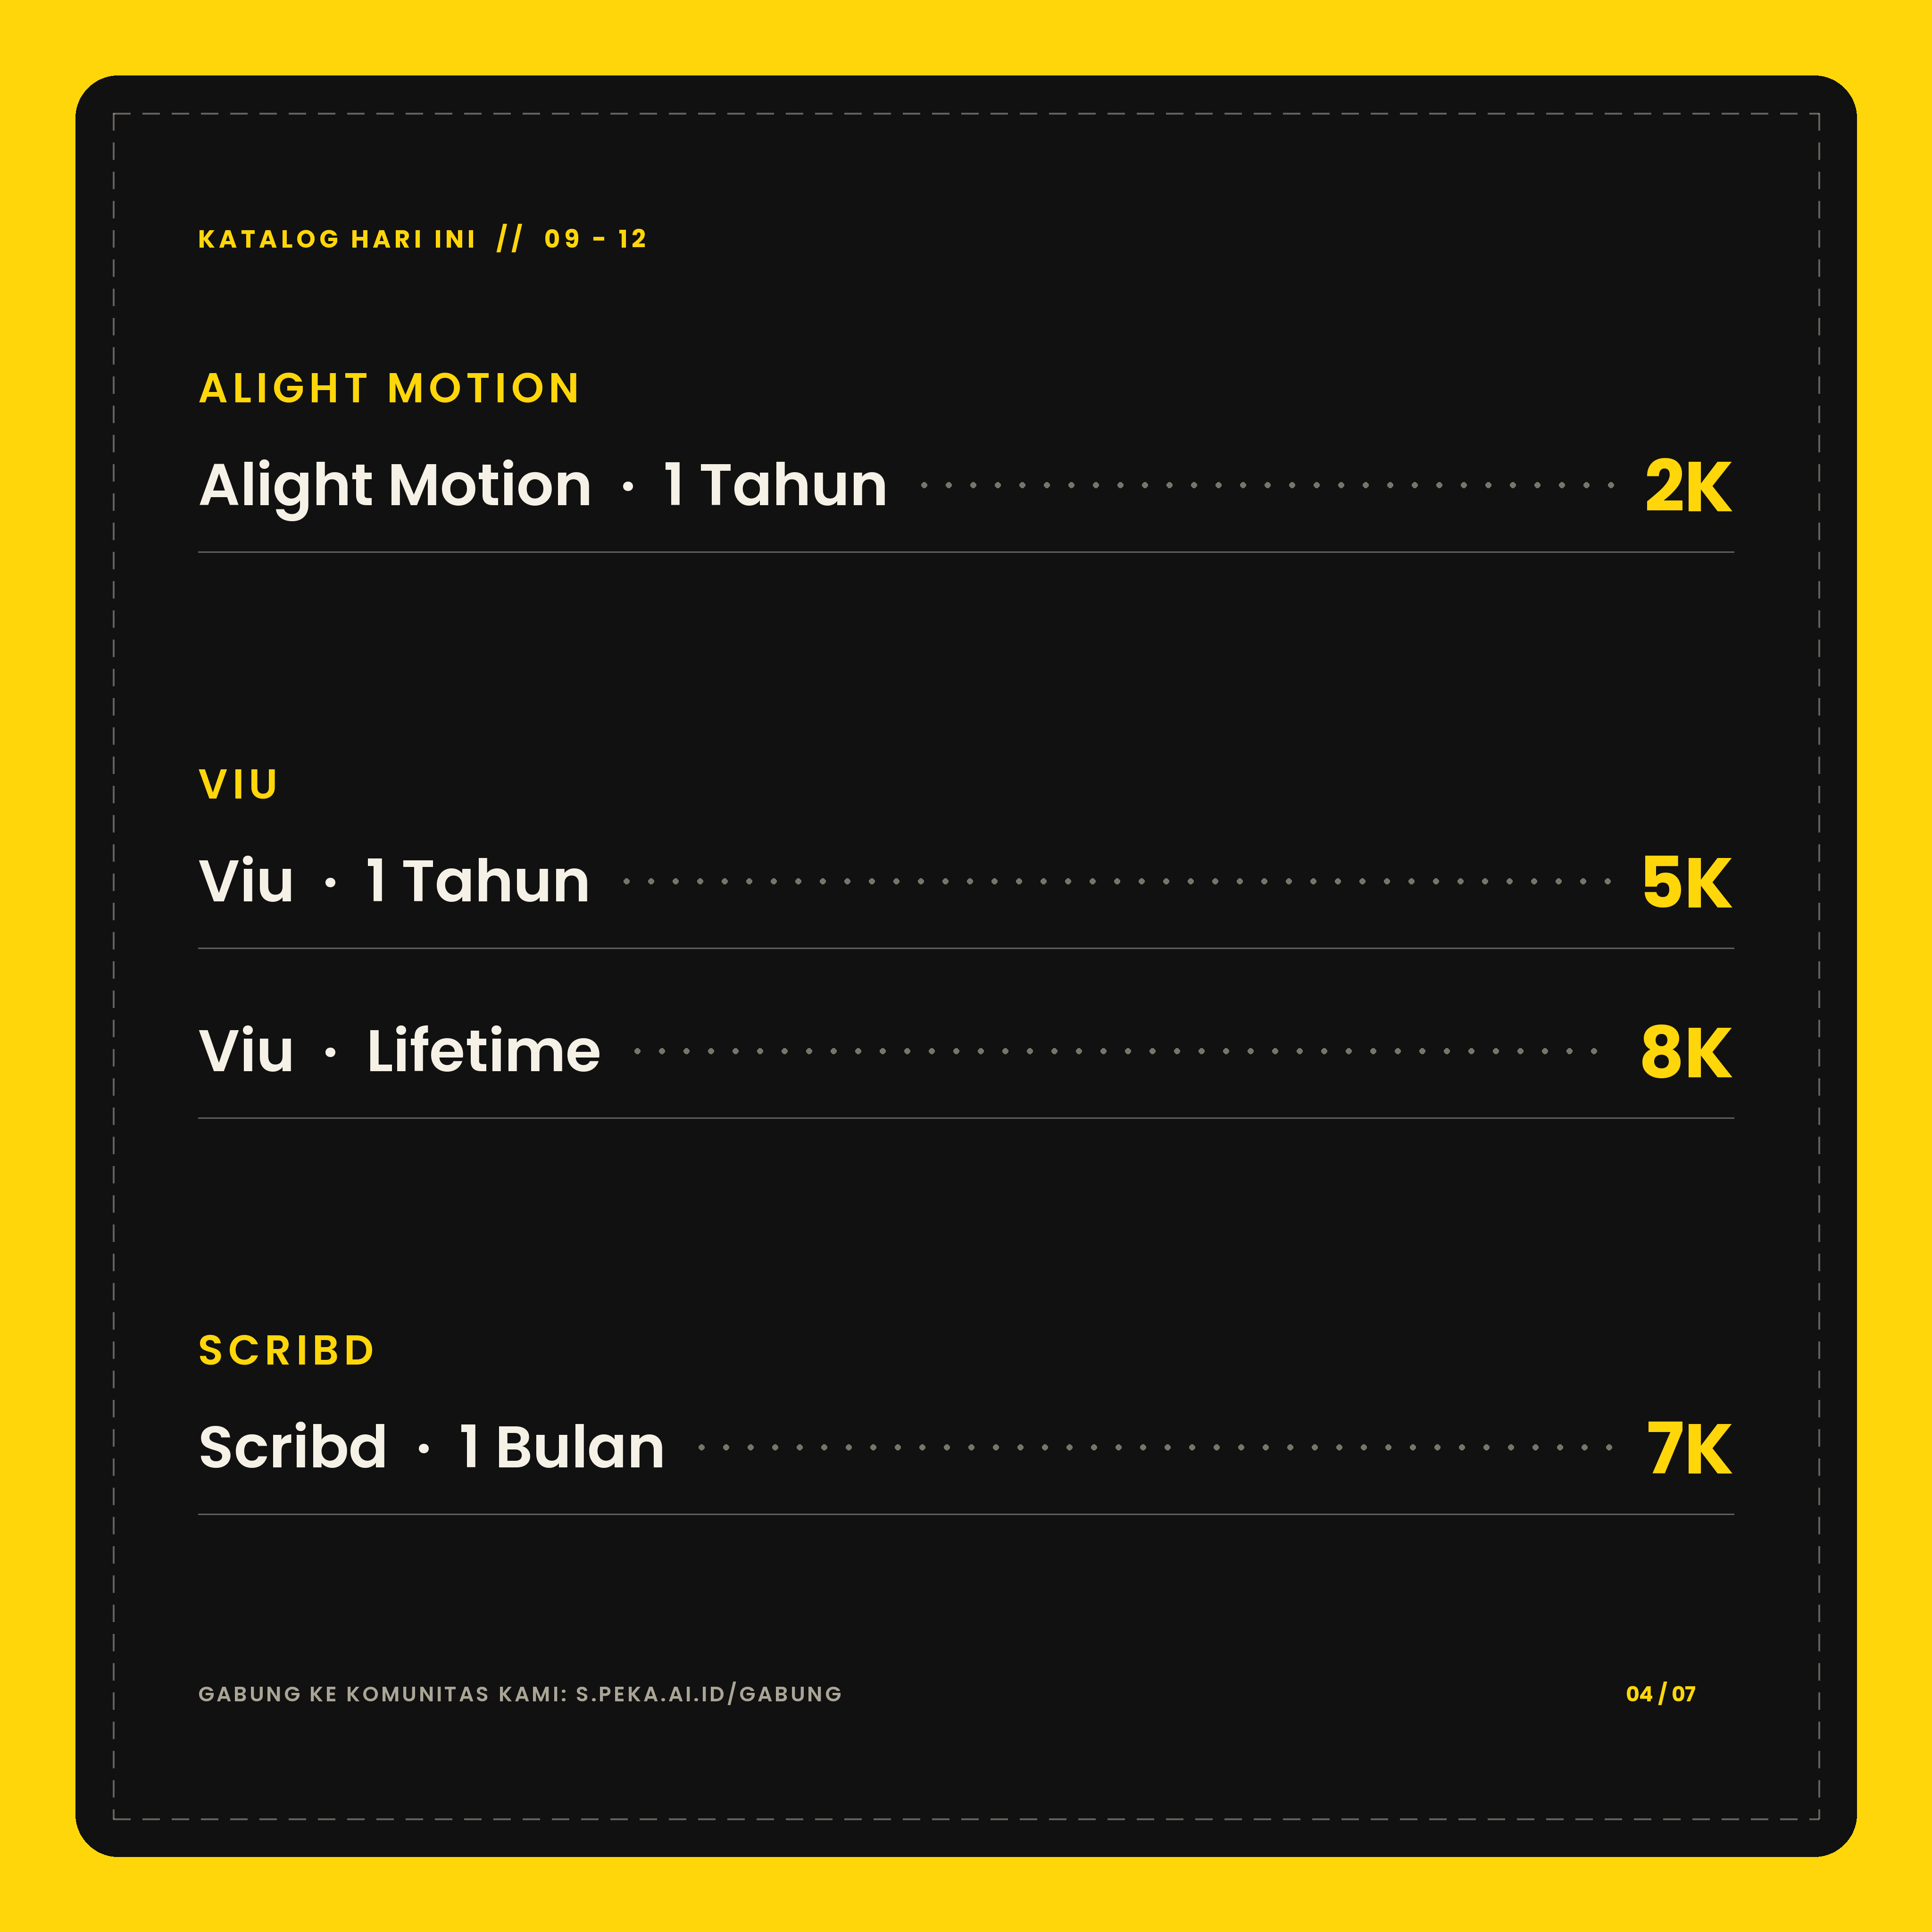 KATALOG HARI INI // 09 - 12
ALIGHT MOTION
Alight Motion · 1 Tahun 2K
VIU
Viu · 1 Tahun 5K
Viu · Lifetime 8K
SCRIBD
Scribd · 1 Bulan 7K
GABUNG KE KOMUNITAS KAMI: S.PEKA.AI.ID/GABUNG 04 / 07